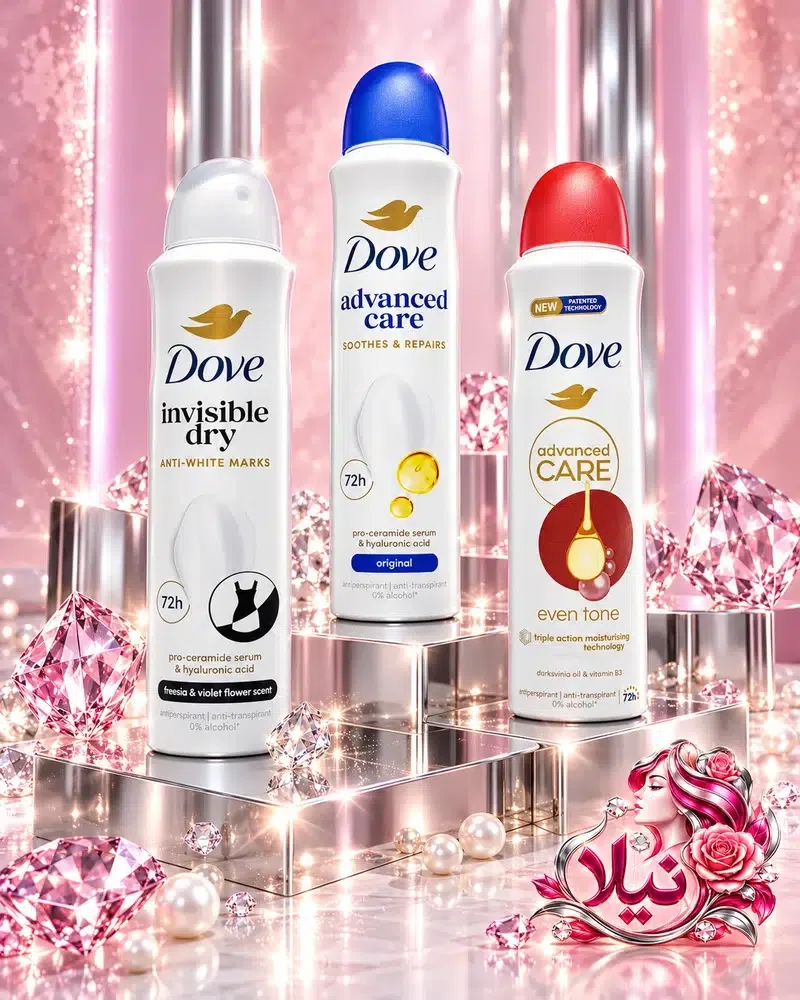 Dove
invisible
dry
ANTI-WHITE MARKS
72h
pro-ceramide serum
& hyaluronic acid
freesia & violet flower scent
antiperspirant | anti-transpirant
0% alcohol*
Dove
advanced
care
SOOTHES & REPAIRS
72h
pro-ceramide serum
& hyaluronic acid
original
antiperspirant | anti-transpirant
0% alcohol*
NEW PATENTED
TECHNOLOGY
Dove
advanced
CARE
even tone
triple action moisturising
technology
darksvinia oil & vitamin B3
antiperspirant | anti-transpirant
0% alcohol*
72h
نيلا